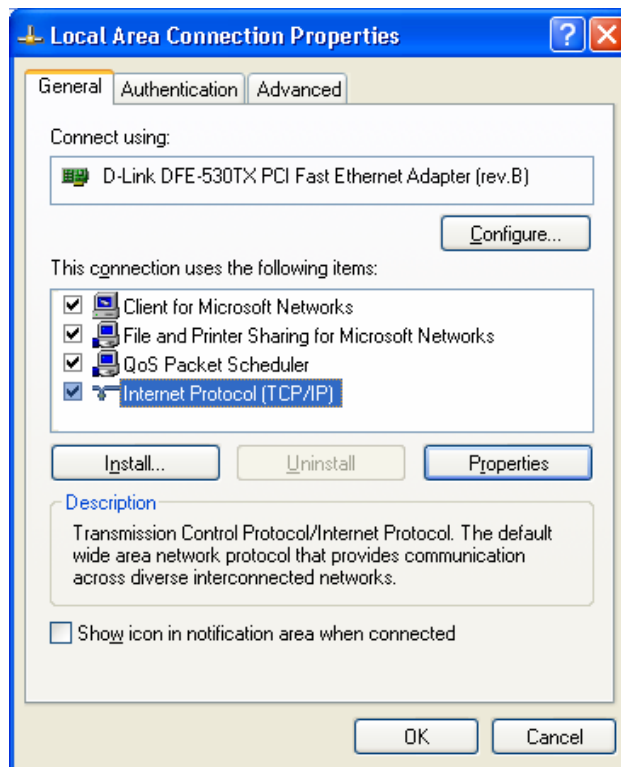 Local Area Connection Properties
General
Authentication
Advanced
Connect using:
D-Link DFE-530TX PCI Fast Ethernet Adapter (rev.B)
Configure...
This connection uses the following items:
Client for Microsoft Networks
File and Printer Sharing for Microsoft Networks
QoS Packet Scheduler
Internet Protocol (TCP/IP)
Install...
Uninstall
Properties
Description
Transmission Control Protocol/Internet Protocol. The default
wide area network protocol that provides communication
across diverse interconnected networks.
Show icon in notification area when connected
OK
Cancel